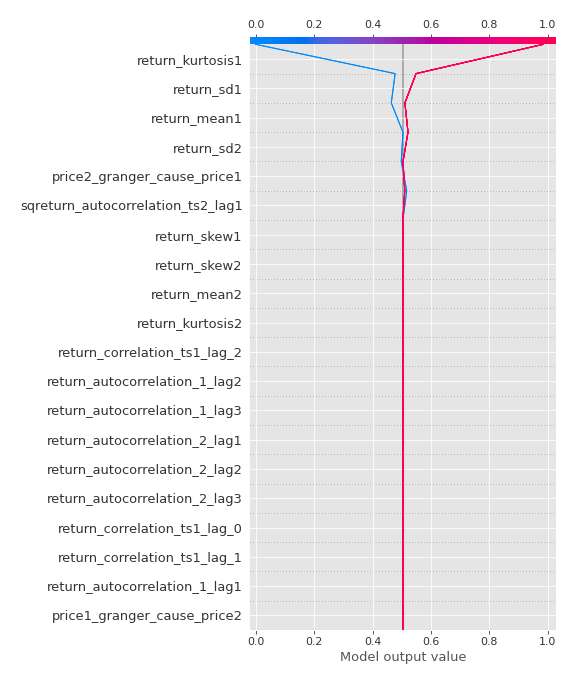 0.0 0.2 0.4 0.6 0.8 1.0
return_kurtosis1
return_sd1
return_mean1
return_sd2
price2_granger_cause_price1
sqreturn_autocorrelation_ts2_lag1
return_skew1
return_skew2
return_mean2
return_kurtosis2
return_correlation_ts1_lag_2
return_autocorrelation_1_lag2
return_autocorrelation_1_lag3
return_autocorrelation_2_lag1
return_autocorrelation_2_lag2
return_autocorrelation_2_lag3
return_correlation_ts1_lag_0
return_correlation_ts1_lag_1
return_autocorrelation_1_lag1
price1_granger_cause_price2
0.0 0.2 0.4 0.6 0.8 1.0
Model output value